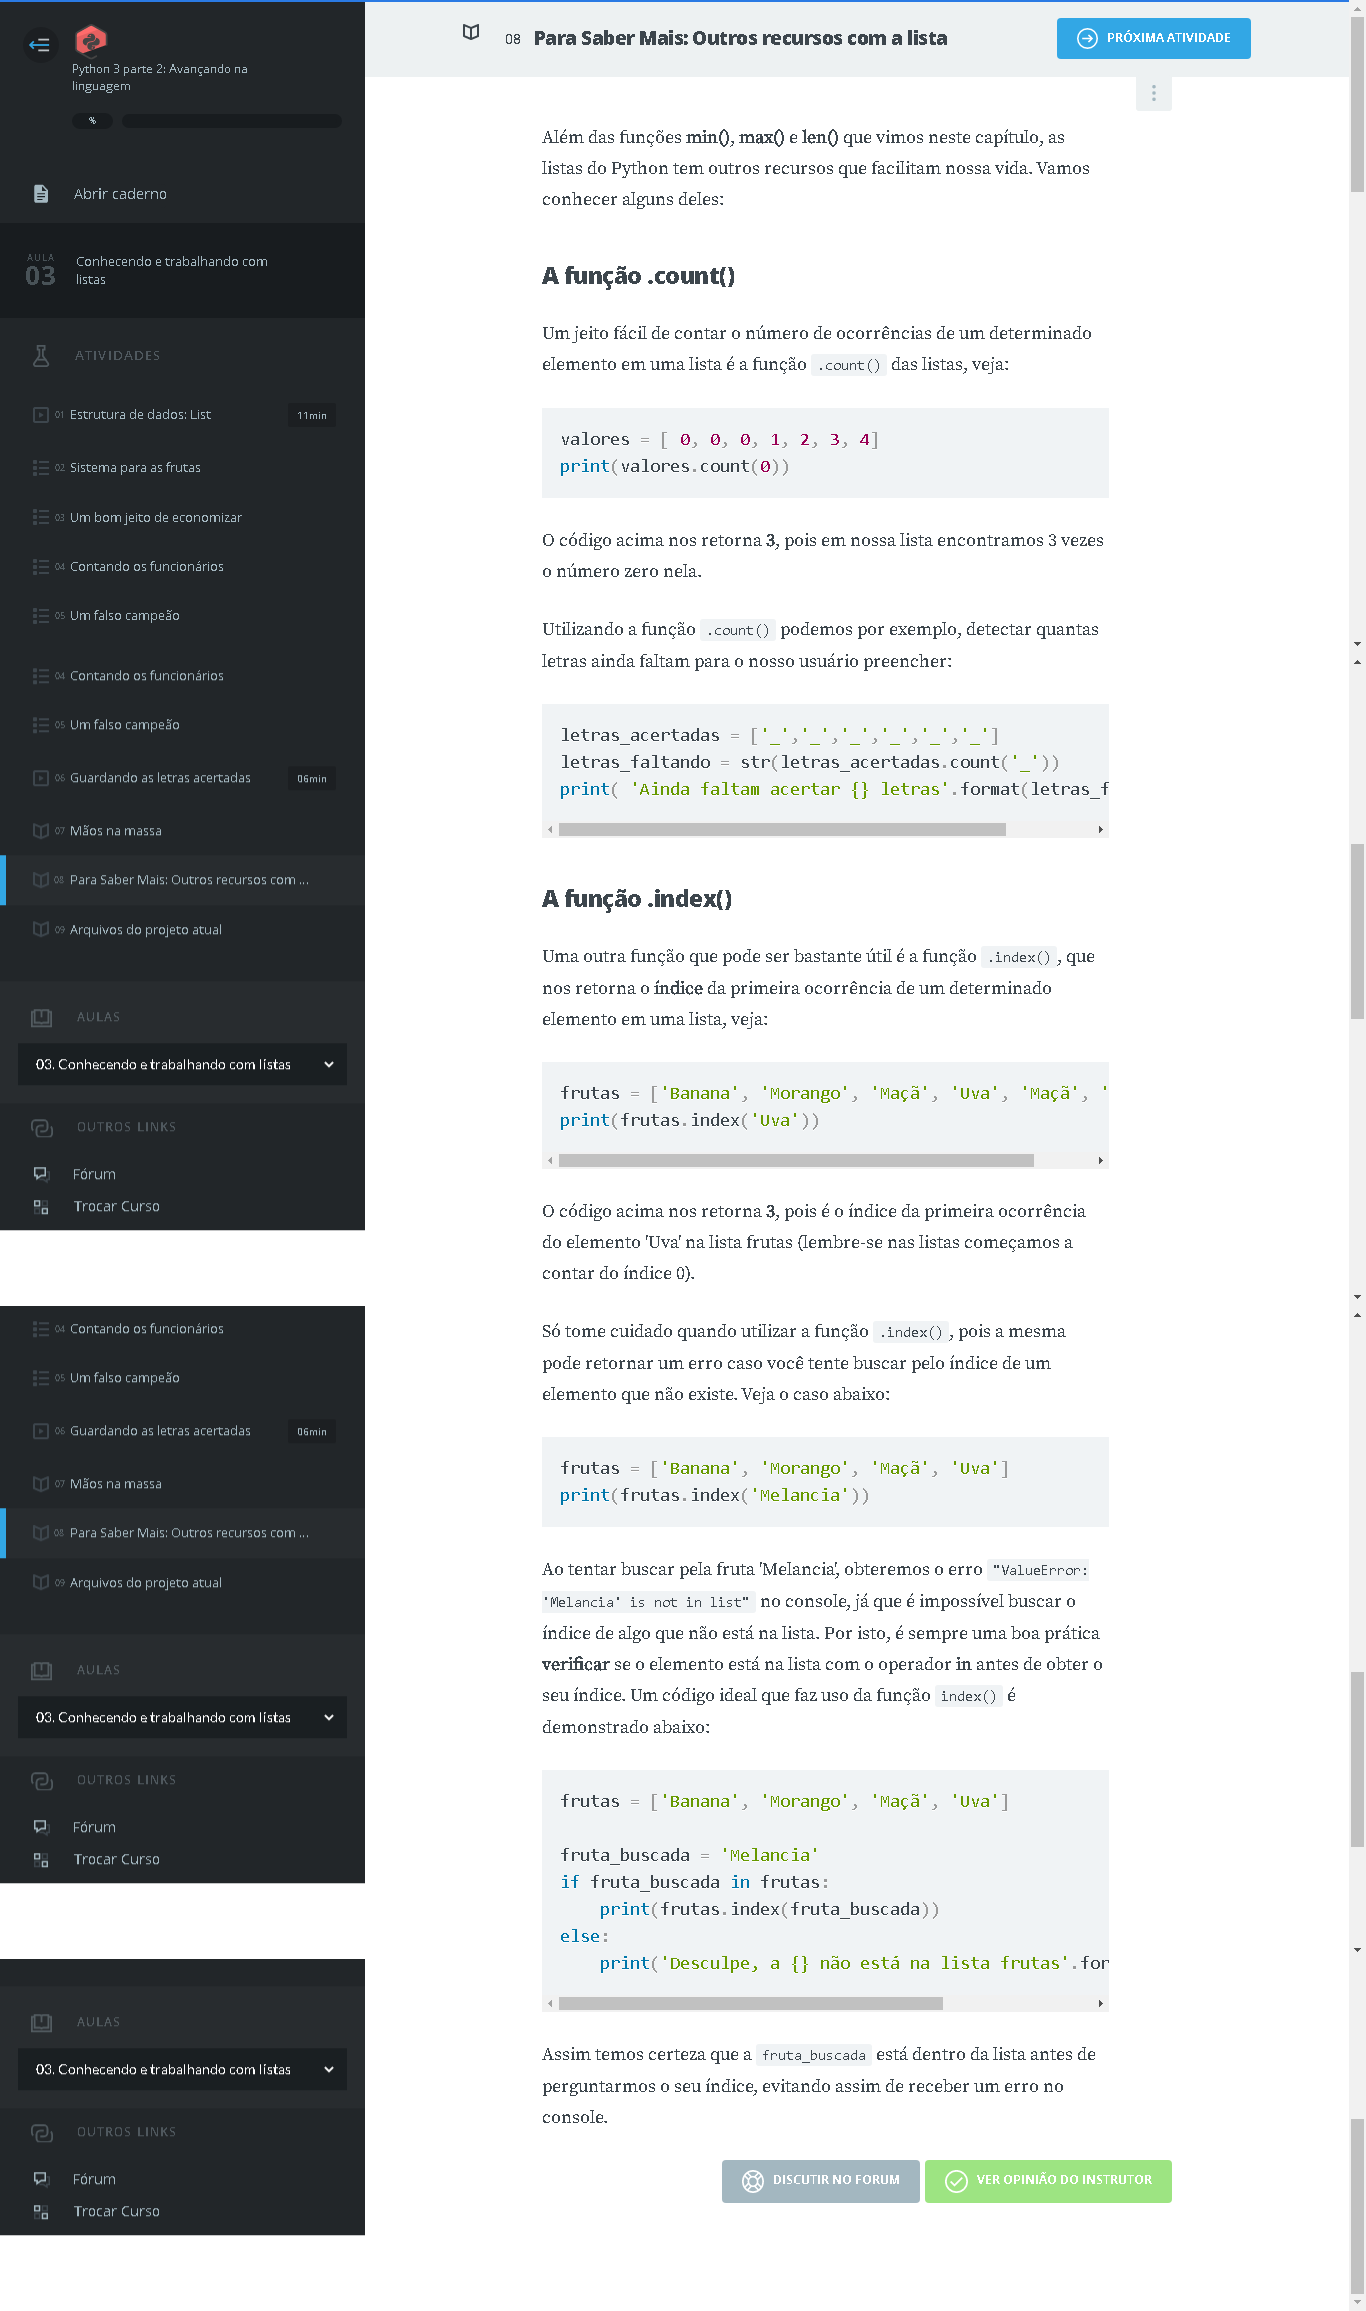 Python 3 parte 2: Avançando na
linguagem
%
Abrir caderno
AULA
03
Conhecendo e trabalhando com
listas
ATIVIDADES
01 Estrutura de dados: List 11min
02 Sistema para as frutas
03 Um bom jeito de economizar
04 Contando os funcionários
05 Um falso campeão
04 Contando os funcionários
05 Um falso campeão
06 Guardando as letras acertadas 06min
07 Mãos na massa
08 Para Saber Mais: Outros recursos com ...
09 Arquivos do projeto atual
AULAS
03. Conhecendo e trabalhando com listas
OUTROS LINKS
Fórum
Trocar Curso
04 Contando os funcionários
05 Um falso campeão
06 Guardando as letras acertadas 06min
07 Mãos na massa
08 Para Saber Mais: Outros recursos com ...
09 Arquivos do projeto atual
AULAS
03. Conhecendo e trabalhando com listas
OUTROS LINKS
Fórum
Trocar Curso
AULAS
03. Conhecendo e trabalhando com listas
OUTROS LINKS
Fórum
Trocar Curso
08 Para Saber Mais: Outros recursos com a lista
PRÓXIMA ATIVIDADE
Além das funções min(), max() e len() que vimos neste capítulo, as
listas do Python tem outros recursos que facilitam nossa vida. Vamos
conhecer alguns deles:
A função .count()
Um jeito fácil de contar o número de ocorrências de um determinado
elemento em uma lista é a função .count() das listas, veja:
valores = [ 0, 0, 0, 1, 2, 3, 4]
print(valores.count(0))
O código acima nos retorna 3, pois em nossa lista encontramos 3 vezes
o número zero nela.
Utilizando a função .count() podemos por exemplo, detectar quantas
letras ainda faltam para o nosso usuário preencher:
letras_acertadas = ['_','_','_','_','_','_']
letras_faltando = str(letras_acertadas.count('_'))
print( 'Ainda faltam acertar {} letras'.format(letras_f
A função .index()
Uma outra função que pode ser bastante útil é a função .index(), que
nos retorna o índice da primeira ocorrência de um determinado
elemento em uma lista, veja:
frutas = ['Banana', 'Morango', 'Maçã', 'Uva', 'Maçã', '
print(frutas.index('Uva'))
O código acima nos retorna 3, pois é o índice da primeira ocorrência
do elemento 'Uva' na lista frutas (lembre-se nas listas começamos a
contar do índice 0).
Só tome cuidado quando utilizar a função .index(), pois a mesma
pode retornar um erro caso você tente buscar pelo índice de um
elemento que não existe. Veja o caso abaixo:
frutas = ['Banana', 'Morango', 'Maçã', 'Uva']
print(frutas.index('Melancia'))
Ao tentar buscar pela fruta 'Melancia', obteremos o erro "ValueError:
'Melancia' is not in list" no console, já que é impossível buscar o
índice de algo que não está na lista. Por isto, é sempre uma boa prática
verificar se o elemento está na lista com o operador in antes de obter o
seu índice. Um código ideal que faz uso da função index() é
demonstrado abaixo:
frutas = ['Banana', 'Morango', 'Maçã', 'Uva']
fruta_buscada = 'Melancia'
if fruta_buscada in frutas:
    print(frutas.index(fruta_buscada))
else:
    print('Desculpe, a {} não está na lista frutas'.for
Assim temos certeza que a fruta_buscada está dentro da lista antes de
perguntarmos o seu índice, evitando assim de receber um erro no
console.
DISCUTIR NO FORUM
VER OPINIÃO DO INSTRUTOR